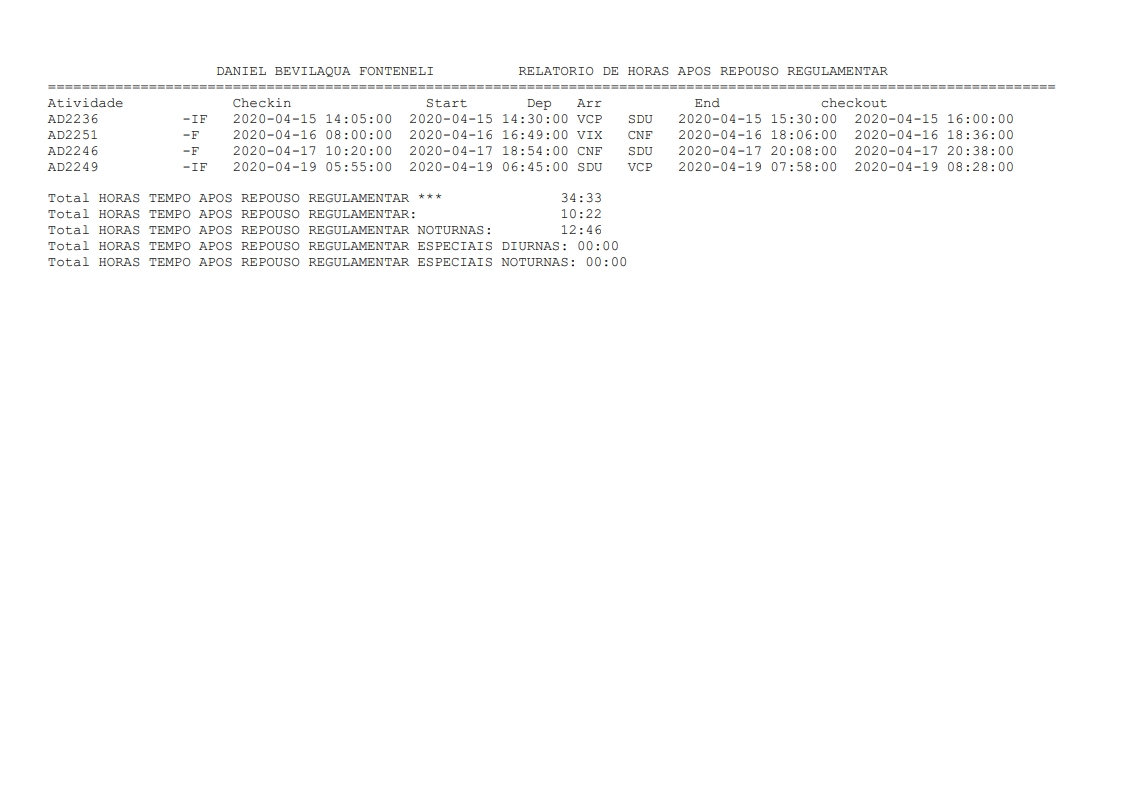 DANIEL BEVILAQUA FONTENELI          RELATORIO DE HORAS APOS REPOUSO REGULAMENTAR
========================================================================================================================
Atividade             Checkin                Start       Dep   Arr           End            checkout
AD2236          -IF   2020-04-15 14:05:00  2020-04-15 14:30:00 VCP   SDU   2020-04-15 15:30:00  2020-04-15 16:00:00
AD2251          -F    2020-04-16 08:00:00  2020-04-16 16:49:00 VIX   CNF   2020-04-16 18:06:00  2020-04-16 18:36:00
AD2246          -F    2020-04-17 10:20:00  2020-04-17 18:54:00 CNF   SDU   2020-04-17 20:08:00  2020-04-17 20:38:00
AD2249          -IF   2020-04-19 05:55:00  2020-04-19 06:45:00 SDU   VCP   2020-04-19 07:58:00  2020-04-19 08:28:00
Total HORAS TEMPO APOS REPOUSO REGULAMENTAR ***              34:33
Total HORAS TEMPO APOS REPOUSO REGULAMENTAR:                 10:22
Total HORAS TEMPO APOS REPOUSO REGULAMENTAR NOTURNAS:        12:46
Total HORAS TEMPO APOS REPOUSO REGULAMENTAR ESPECIAIS DIURNAS: 00:00
Total HORAS TEMPO APOS REPOUSO REGULAMENTAR ESPECIAIS NOTURNAS: 00:00